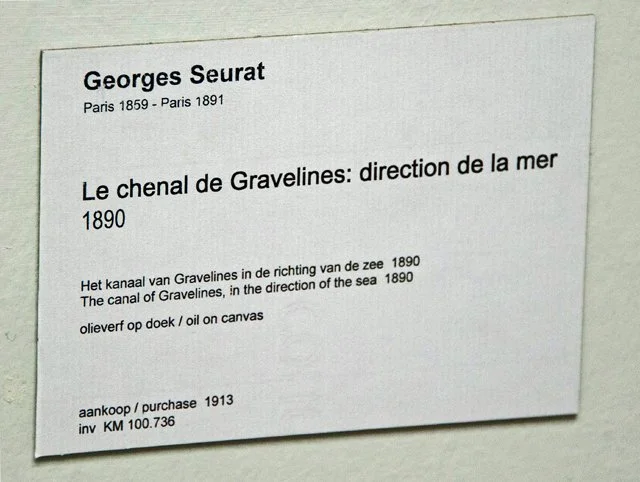 Georges Seurat
Paris 1859 - Paris 1891
Le chenal de Gravelines: direction de la mer
1890
Het kanaal van Gravelines in de richting van de zee 1890
The canal of Gravelines, in the direction of the sea 1890
olieverf op doek / oil on canvas
aankoop / purchase 1913
inv KM 100.736